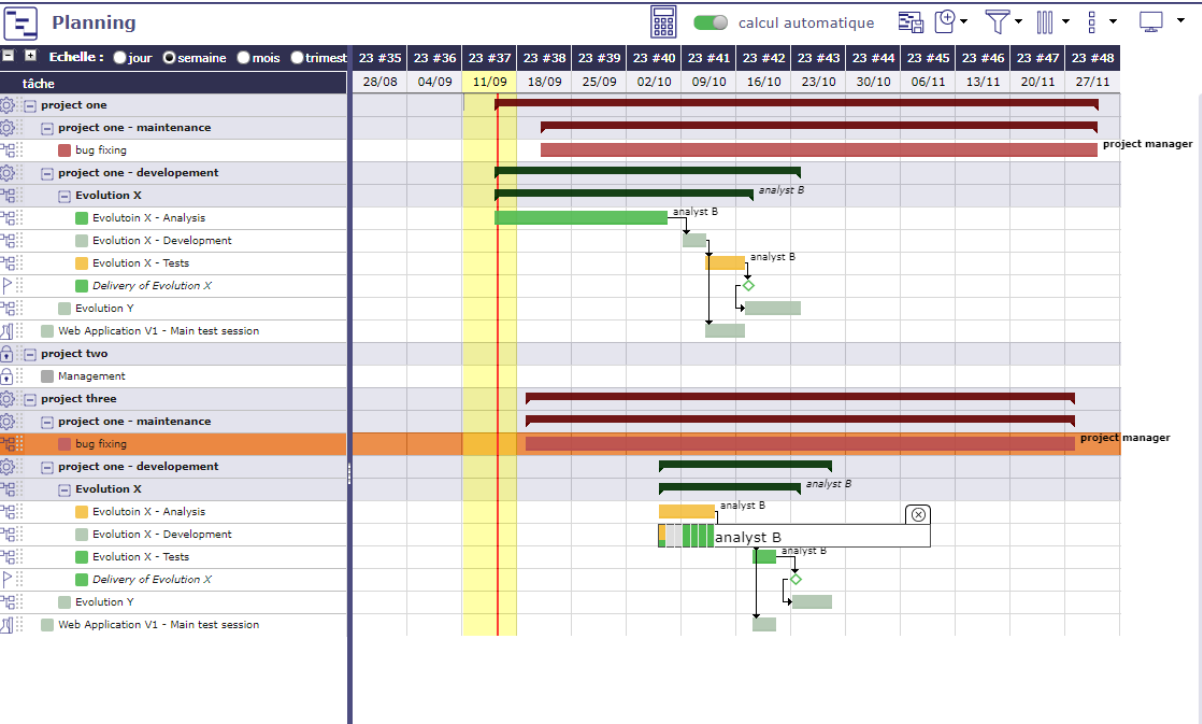 Planning
calcul automatique
Echelle : jour semaine mois trimest
23 #35 23 #36 23 #37 23 #38 23 #39 23 #40 23 #41 23 #42 23 #43 23 #44 23 #45 23 #46 23 #47 23 #48
tâche
28/08 04/09 11/09 18/09 25/09 02/10 09/10 16/10 23/10 30/10 06/11 13/11 20/11 27/11
project one
project one - maintenance
bug fixing project manager
project one - developement
Evolution X analyst B
Evolutoin X - Analysis analyst B
Evolution X - Development
Evolution X - Tests analyst B
Delivery of Evolution X
Evolution Y
Web Application V1 - Main test session
project two
Management
project three
project one - maintenance
bug fixing project manager
project one - developement
Evolution X analyst B
Evolutoin X - Analysis analyst B
Evolution X - Development analyst B
Evolution X - Tests analyst B
Delivery of Evolution X
Evolution Y
Web Application V1 - Main test session